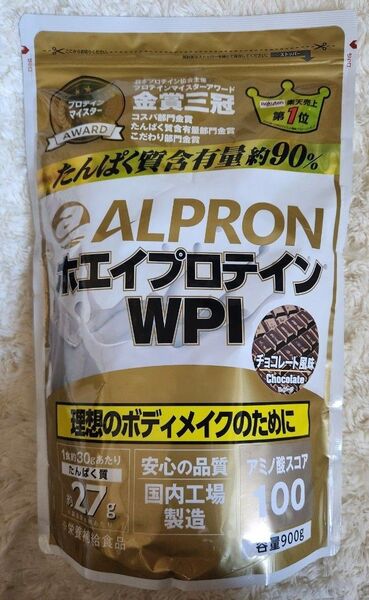 ストッパー
日本プロテイン協会主催
プロテインマイスターアワード
金賞三冠
コスパ部門金賞
たんぱく質含有量部門金賞
こだわり部門金賞
プロテイン
マイスター
AWARD
Rakuten 楽天売上
第1位
たんぱく質含有量約90%
ALPRON
ホエイプロテイン
WPI
チョコレート風味
Chocolate
理想のボディメイクのために
1食約30gあたり
たんぱく質
約27g
安心の品質
国内工場
製造
アミノ酸スコア
100
栄養補給食品
容量900g